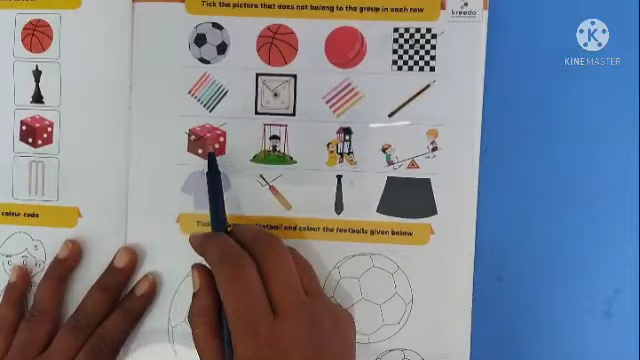 Tick the picture that does not belong to the group in each row
kreedo
K
KINEMASTER
colour code
Tick
football and colour the footballs given below